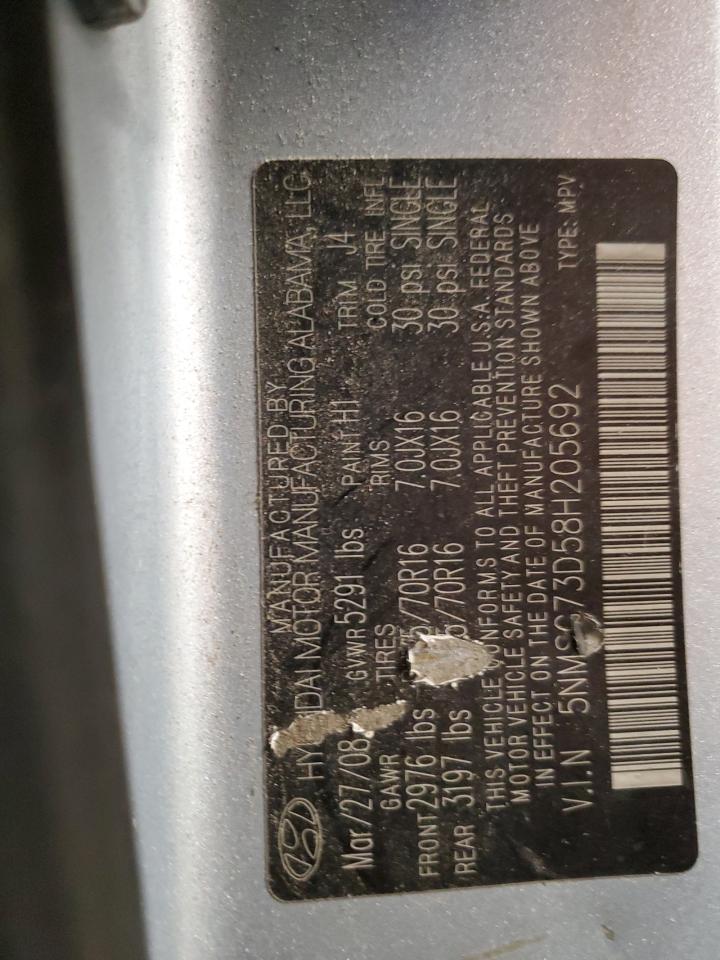 MANUFACTURED BY
MOTOR MANUFACTURING ALABAMA, LLC
Mar/27/08 GVWR 5291 lbs PAINT H1 TRIM J4
GAWR TIRES RIMS COLD TIRE. INFL
FRONT 2976 lbs /70R16 7.0JX16 30 psi SINGLE
REAR 3197 lbs /70R16 7.0JX16 30 psi SINGLE
THIS VEHICLE CONFORMS TO ALL APPLICABLE U.S.A. FEDERAL
MOTOR VEHICLE SAFETY AND THEFT PREVENTION STANDARDS
IN EFFECT ON THE DATE OF MANUFACTURE SHOWN ABOVE
V.I.N TYPE: MPV